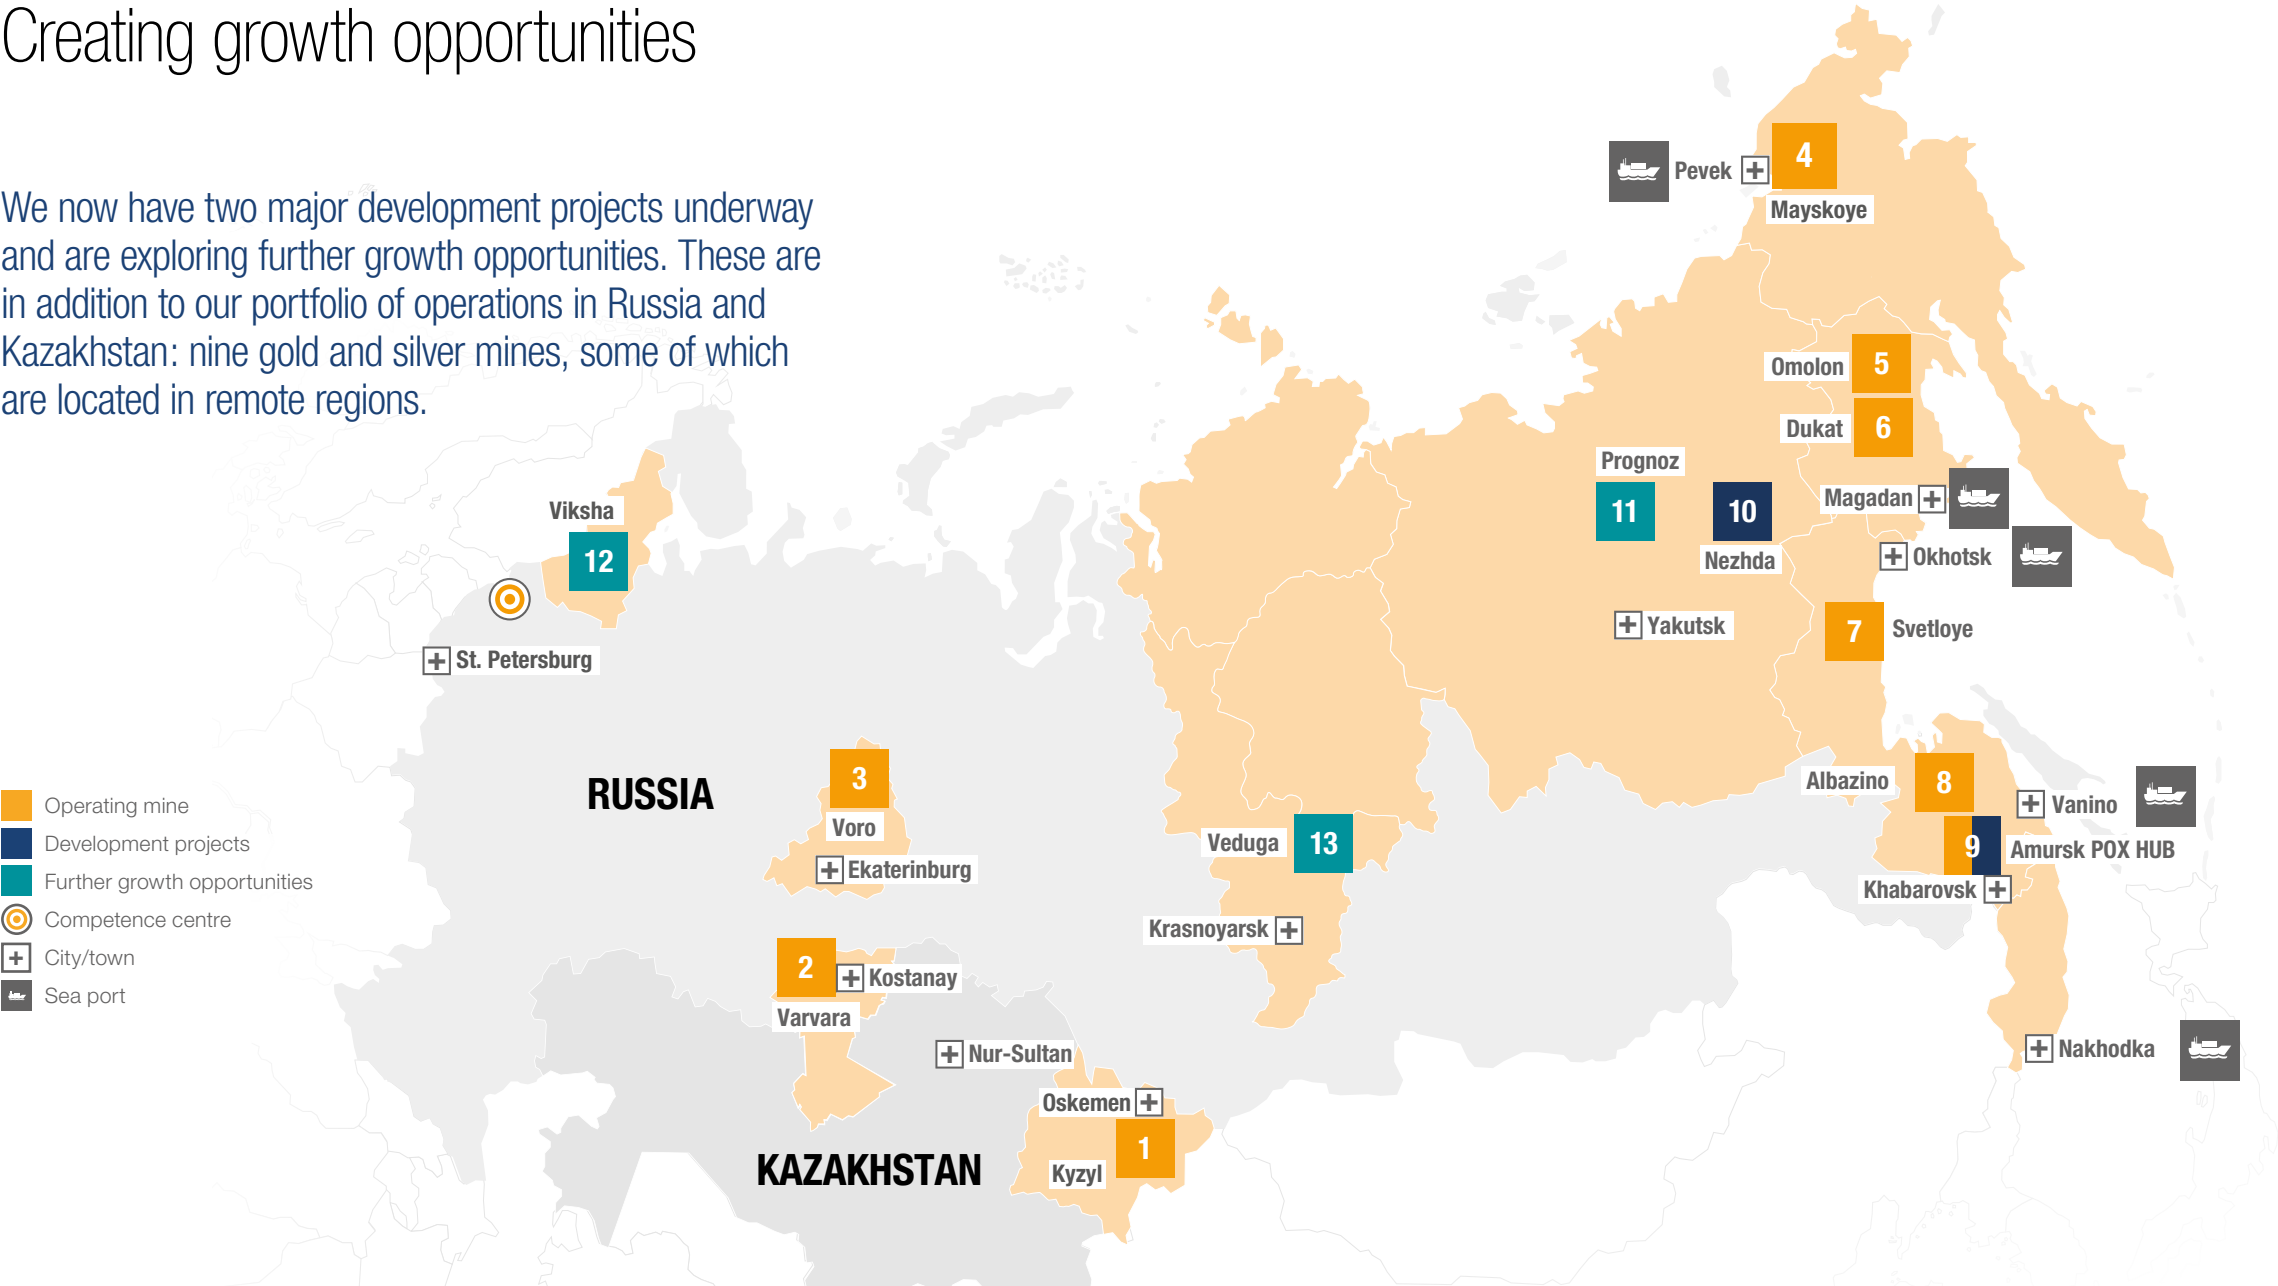 Creating growth opportunities
We now have two major development projects underway
and are exploring further growth opportunities. These are
in addition to our portfolio of operations in Russia and
Kazakhstan: nine gold and silver mines, some of which
are located in remote regions.
Pevek
4
Mayskoye
Omolon
5
Dukat
6
Prognoz
11
10
Nezhda
Magadan
Okhotsk
Viksha
12
St. Petersburg
Yakutsk
7
Svetloye
RUSSIA
3
Voro
Ekaterinburg
Albazino
8
Vanino
9
Amursk POX HUB
Khabarovsk
Veduga
13
Krasnoyarsk
2
Kostanay
Varvara
Nur-Sultan
Nakhodka
Oskemen
1
Kyzyl
KAZAKHSTAN
Operating mine
Development projects
Further growth opportunities
Competence centre
City/town
Sea port